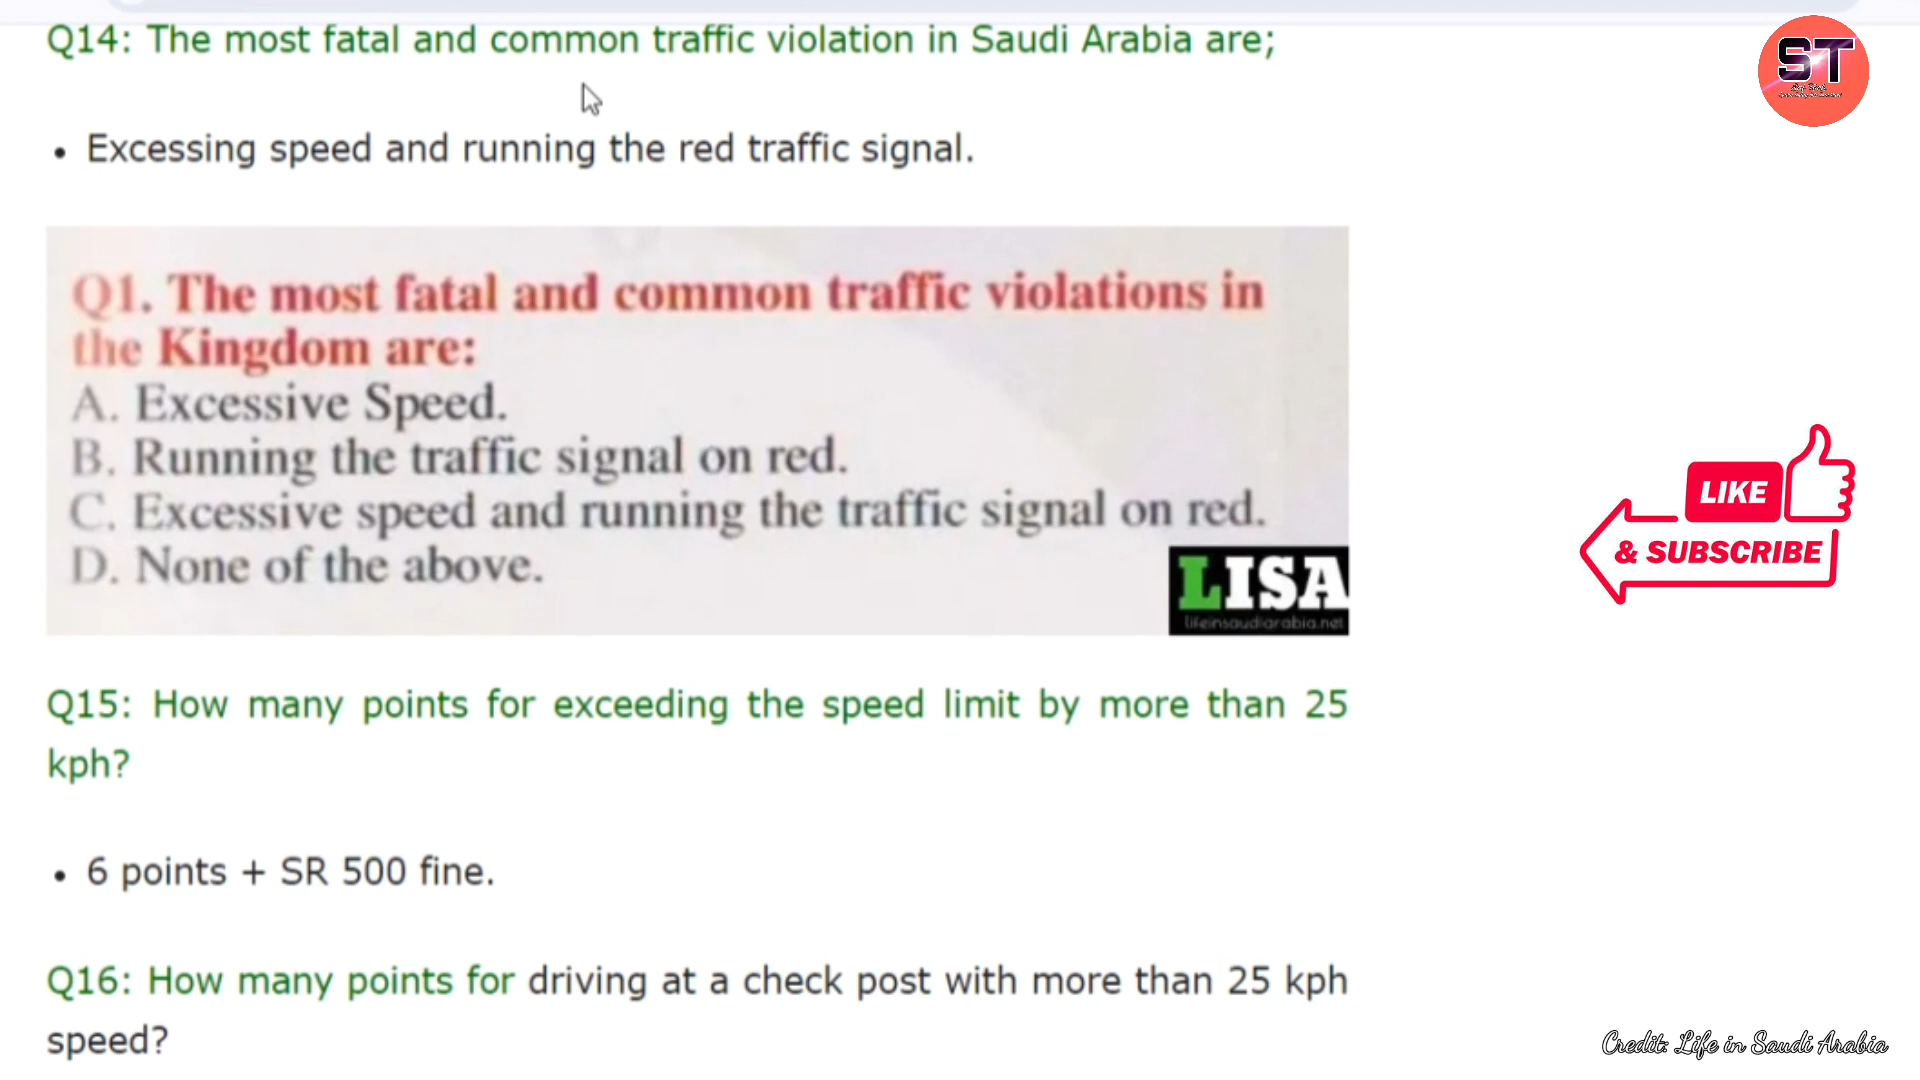 Q14: The most fatal and common traffic violation in Saudi Arabia are;
ST
• Excessing speed and running the red traffic signal.
Q1. The most fatal and common traffic violations in
the Kingdom are:
A. Excessive Speed.
B. Running the traffic signal on red.
C. Excessive speed and running the traffic signal on red.
D. None of the above.
LISA
lifeinsaudiarabia.net
LIKE
& SUBSCRIBE
Q15: How many points for exceeding the speed limit by more than 25
kph?
• 6 points + SR 500 fine.
Q16: How many points for driving at a check post with more than 25 kph
speed?
Credit: Life in Saudi Arabia